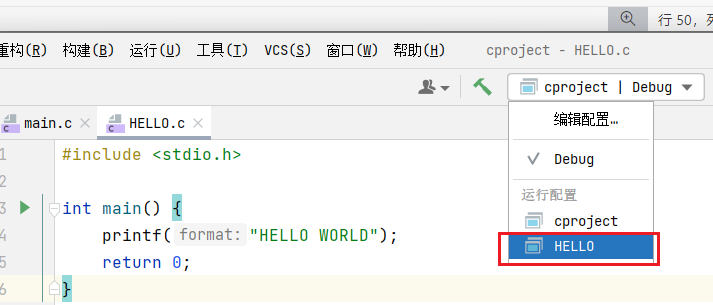 行 50, 列
重构(R) 构建(B) 运行(U) 工具(T) VCS(S) 窗口(W) 帮助(H) cproject - HELLO.c
cproject | Debug
main.c HELLO.c
编辑配置...
1 #include <stdio.h>
Debug
2
运行配置
3 int main() {
cproject
4 printf( format: "HELLO WORLD");
HELLO
5 return 0;
6 }